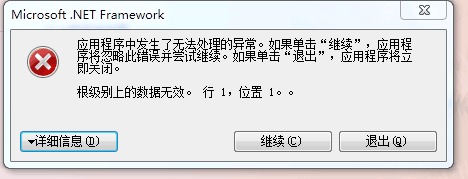 Microsoft .NET Framework
应用程序中发生了无法处理的异常。如果单击“继续”，应用程
序将忽略此错误并尝试继续。如果单击“退出”，应用程序将立
即关闭。
根级别上的数据无效。 行 1，位置 1。。
详细信息(D)
继续(C)
退出(Q)